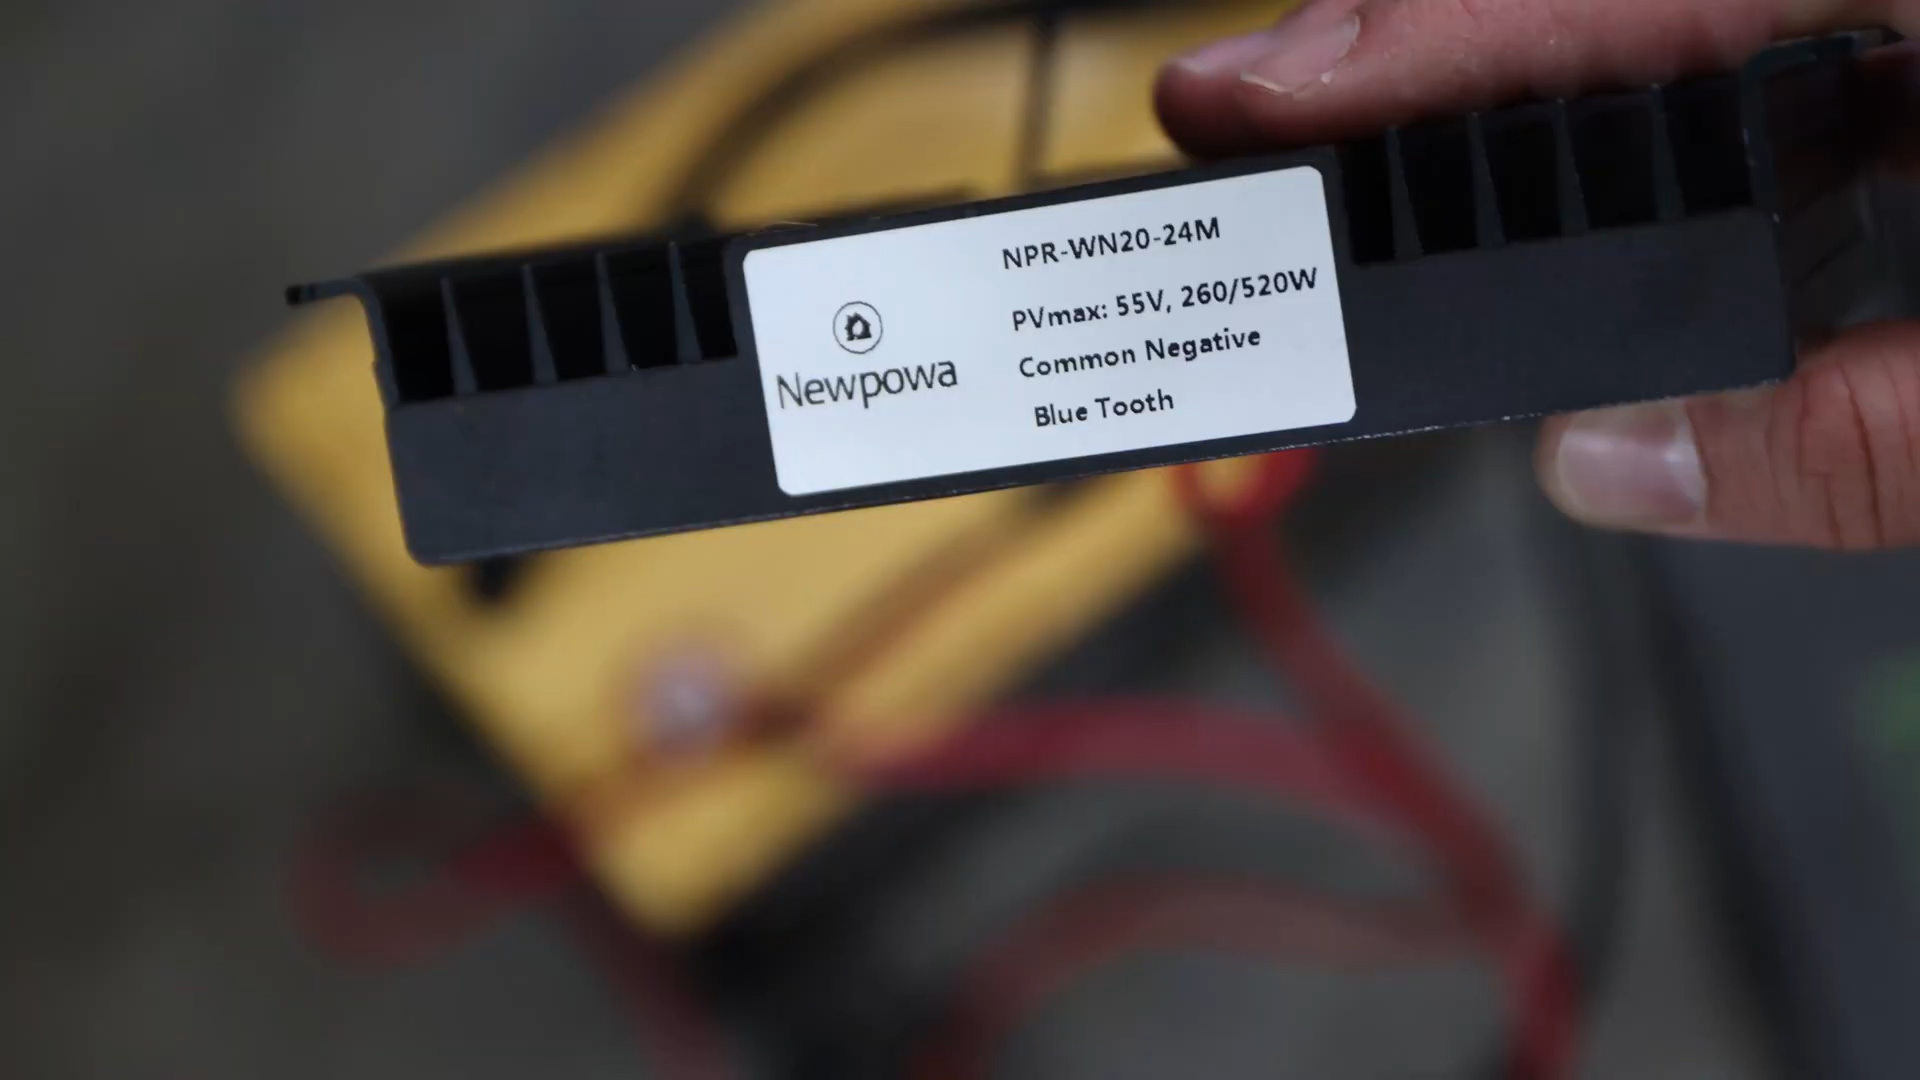 Newpowa
NPR-WN20-24M
PVmax: 55V, 260/520W
Common Negative
Blue Tooth